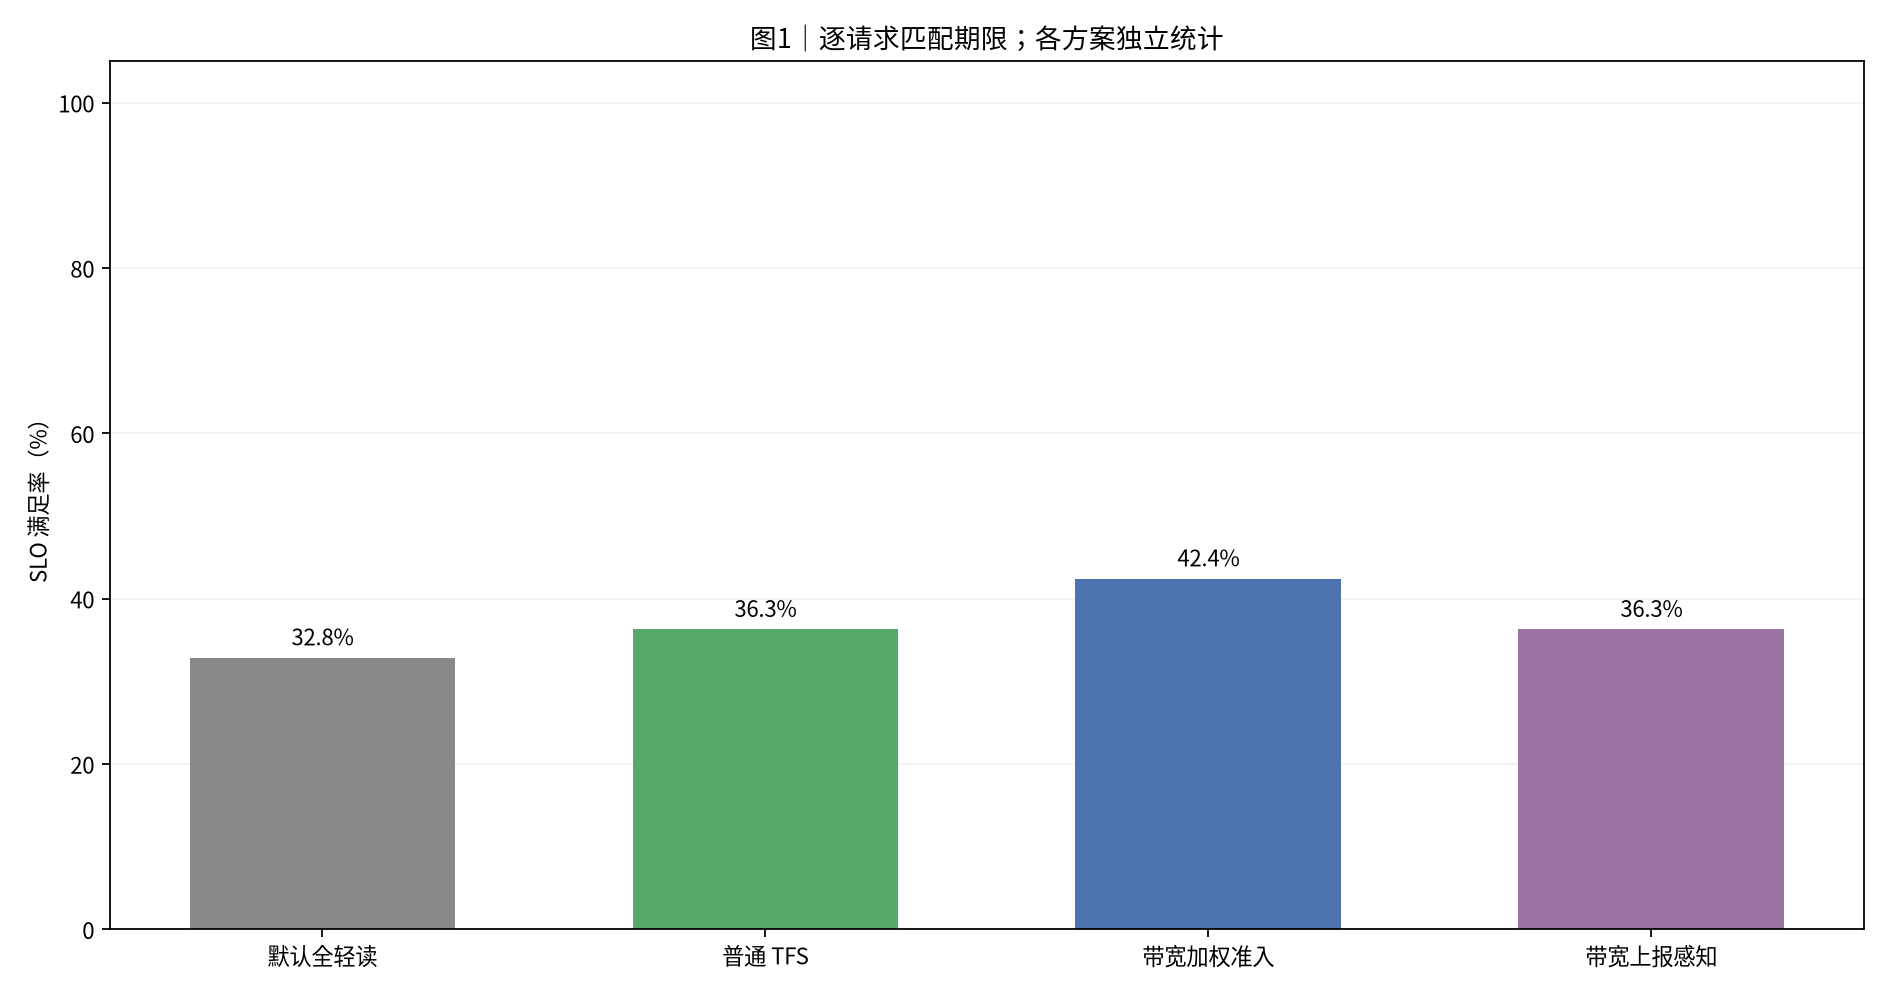 图1｜逐请求匹配期限；各方案独立统计
SLO 满足率（%）
100
80
60
40
20
0
32.8%
36.3%
42.4%
36.3%
默认全轻读
普通 TFS
带宽加权准入
带宽上报感知